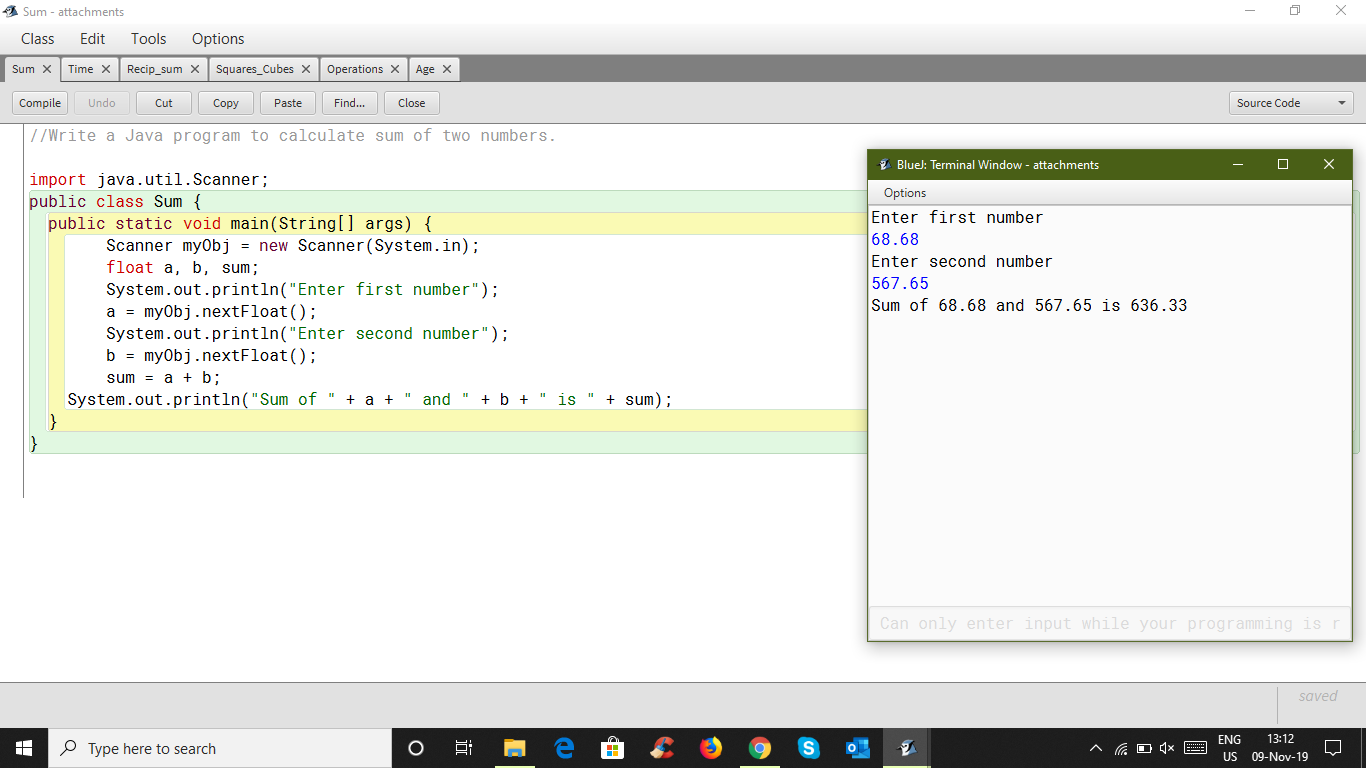 Sum - attachments
Class Edit Tools Options
Sum Time Recip_sum Squares_Cubes Operations Age
Compile Undo Cut Copy Paste Find... Close Source Code
//Write a Java program to calculate sum of two numbers.
import java.util.Scanner;
public class Sum {
public static void main(String[] args) {
Scanner myObj = new Scanner(System.in);
float a, b, sum;
System.out.println("Enter first number");
a = myObj.nextFloat();
System.out.println("Enter second number");
b = myObj.nextFloat();
sum = a + b;
System.out.println("Sum of " + a + " and " + b + " is " + sum);
}
}
BlueJ: Terminal Window - attachments
Options
Enter first number
68.68
Enter second number
567.65
Sum of 68.68 and 567.65 is 636.33
Can only enter input while your programming is r
saved
Type here to search
ENG
US
13:12
09-Nov-19